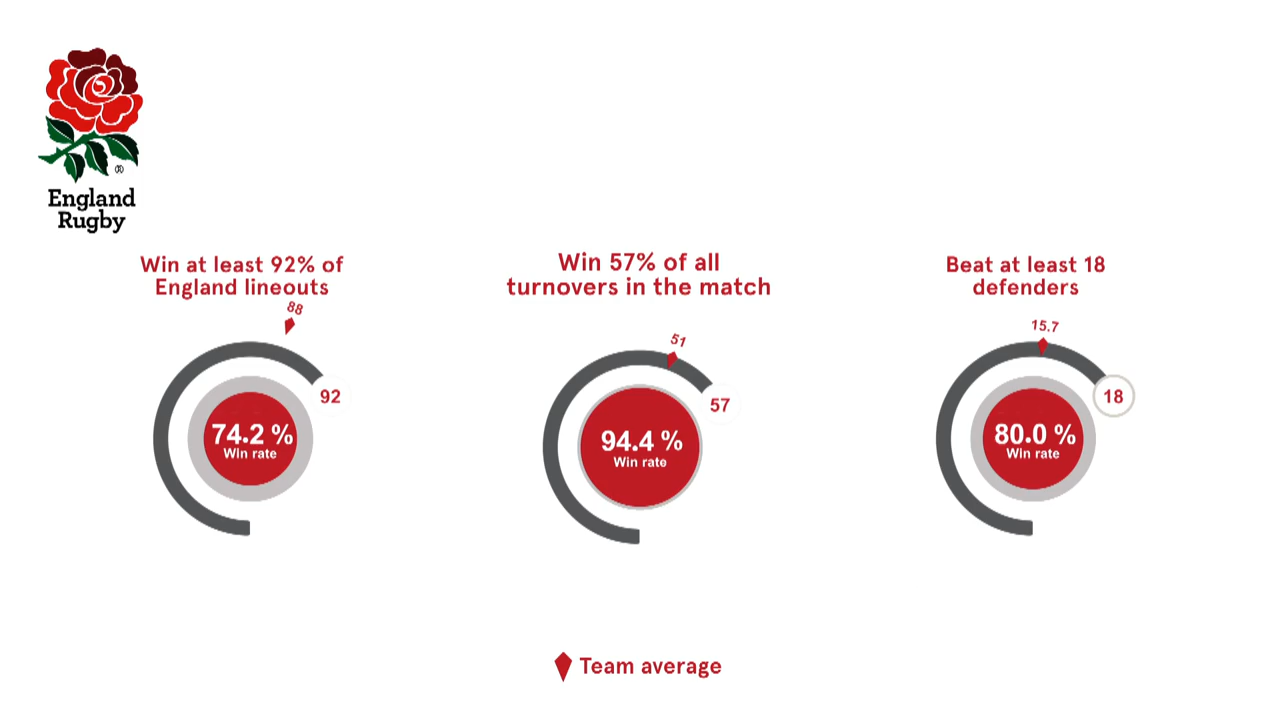 England
Rugby
Win at least 92% of
England lineouts
88
92
74.2 %
Win rate
Win 57% of all
turnovers in the match
51
57
94.4 %
Win rate
Beat at least 18
defenders
15.7
18
80.0 %
Win rate
Team average